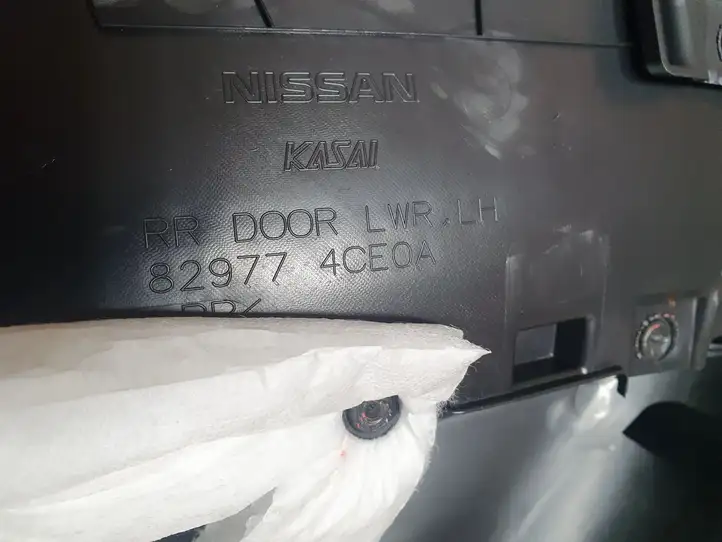 NISSAN
KASAI
RR DOOR LWR.LH
82977 4CE0A